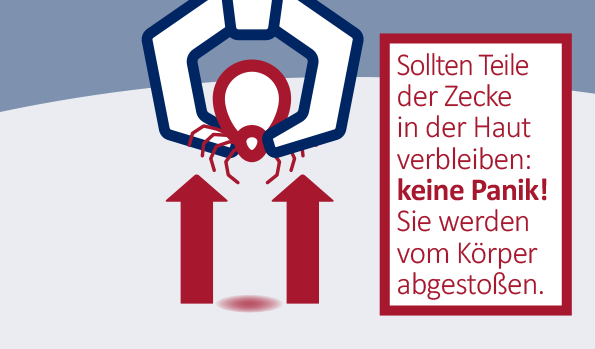 Sollten Teile
der Zecke
in der Haut
verbleiben:
keine Panik!
Sie werden
vom Körper
abgestoßen.